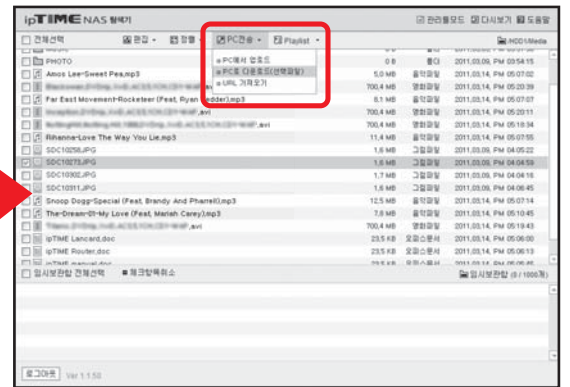 ipTIME NAS 탐색기
관리툴모드 다시보기 도움말
전체선택 편집 정렬 PC전송 Playlist /HDD1/Media
PC에서 업로드
PC로 다운로드(선택파일)
URL 가져오기
PHOTO 0 B 폴더 2011,03,09, PM 03:54:15
Amos Lee-Sweet Pea,mp3 5,0 MB 음악파일 2011,03,14, PM 05:07:02
,avi 700,4 MB 영화파일 2011,03,14, PM 05:20:39
Far East Movement-Rocketeer (Feat, Ryan Tedder),mp3 8,1 MB 음악파일 2011,03,14, PM 05:07:07
,avi 700,4 MB 영화파일 2011,03,14, PM 05:20:11
,avi 700,4 MB 영화파일 2011,03,14, PM 05:18:34
Rihanna-Love The Way You Lie,mp3 11,4 MB 음악파일 2011,03,14, PM 05:07:55
SDC10258,JPG 1,6 MB 그림파일 2011,03,09, PM 04:05:22
SDC10273,JPG 1,6 MB 그림파일 2011,03,09, PM 04:04:59
SDC10302,JPG 1,7 MB 그림파일 2011,03,09, PM 04:04:16
SDC10311,JPG 1,6 MB 그림파일 2011,03,09, PM 04:06:45
Snoop Dogg-Special (Feat, Brandy And Pharrell),mp3 12,5 MB 음악파일 2011,03,14, PM 05:07:14
The-Dream-01-My Love (Feat, Mariah Carey),mp3 7,8 MB 음악파일 2011,03,14, PM 05:10:45
,avi 700,4 MB 영화파일 2011,03,14, PM 05:19:43
ipTIME Lancard,doc 23,5 KB 오피스문서 2011,03,14, PM 05:06:00
ipTIME Router,doc 23,5 KB 오피스문서 2011,03,14, PM 05:06:13
임시보관함 전체선택 체크항목취소 임시보관함 (0 / 1000개)
로그아웃 Ver 1.1.58